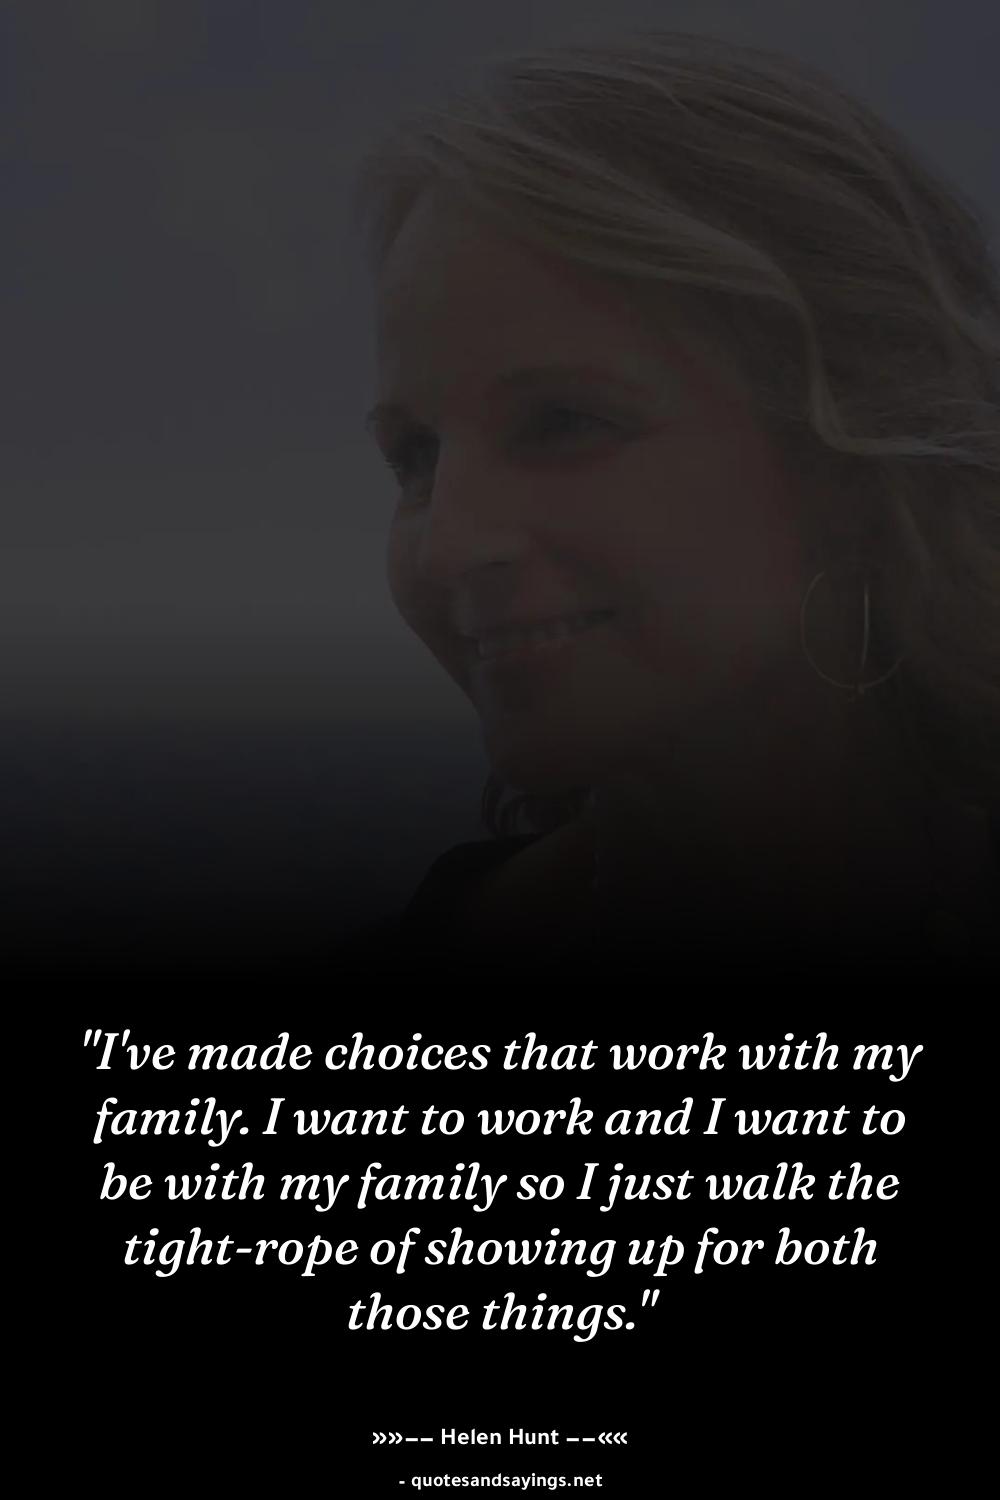 "I've made choices that work with my
family. I want to work and I want to
be with my family so I just walk the
tight-rope of showing up for both
those things."
»»–– Helen Hunt ––««
- quotesandsayings.net